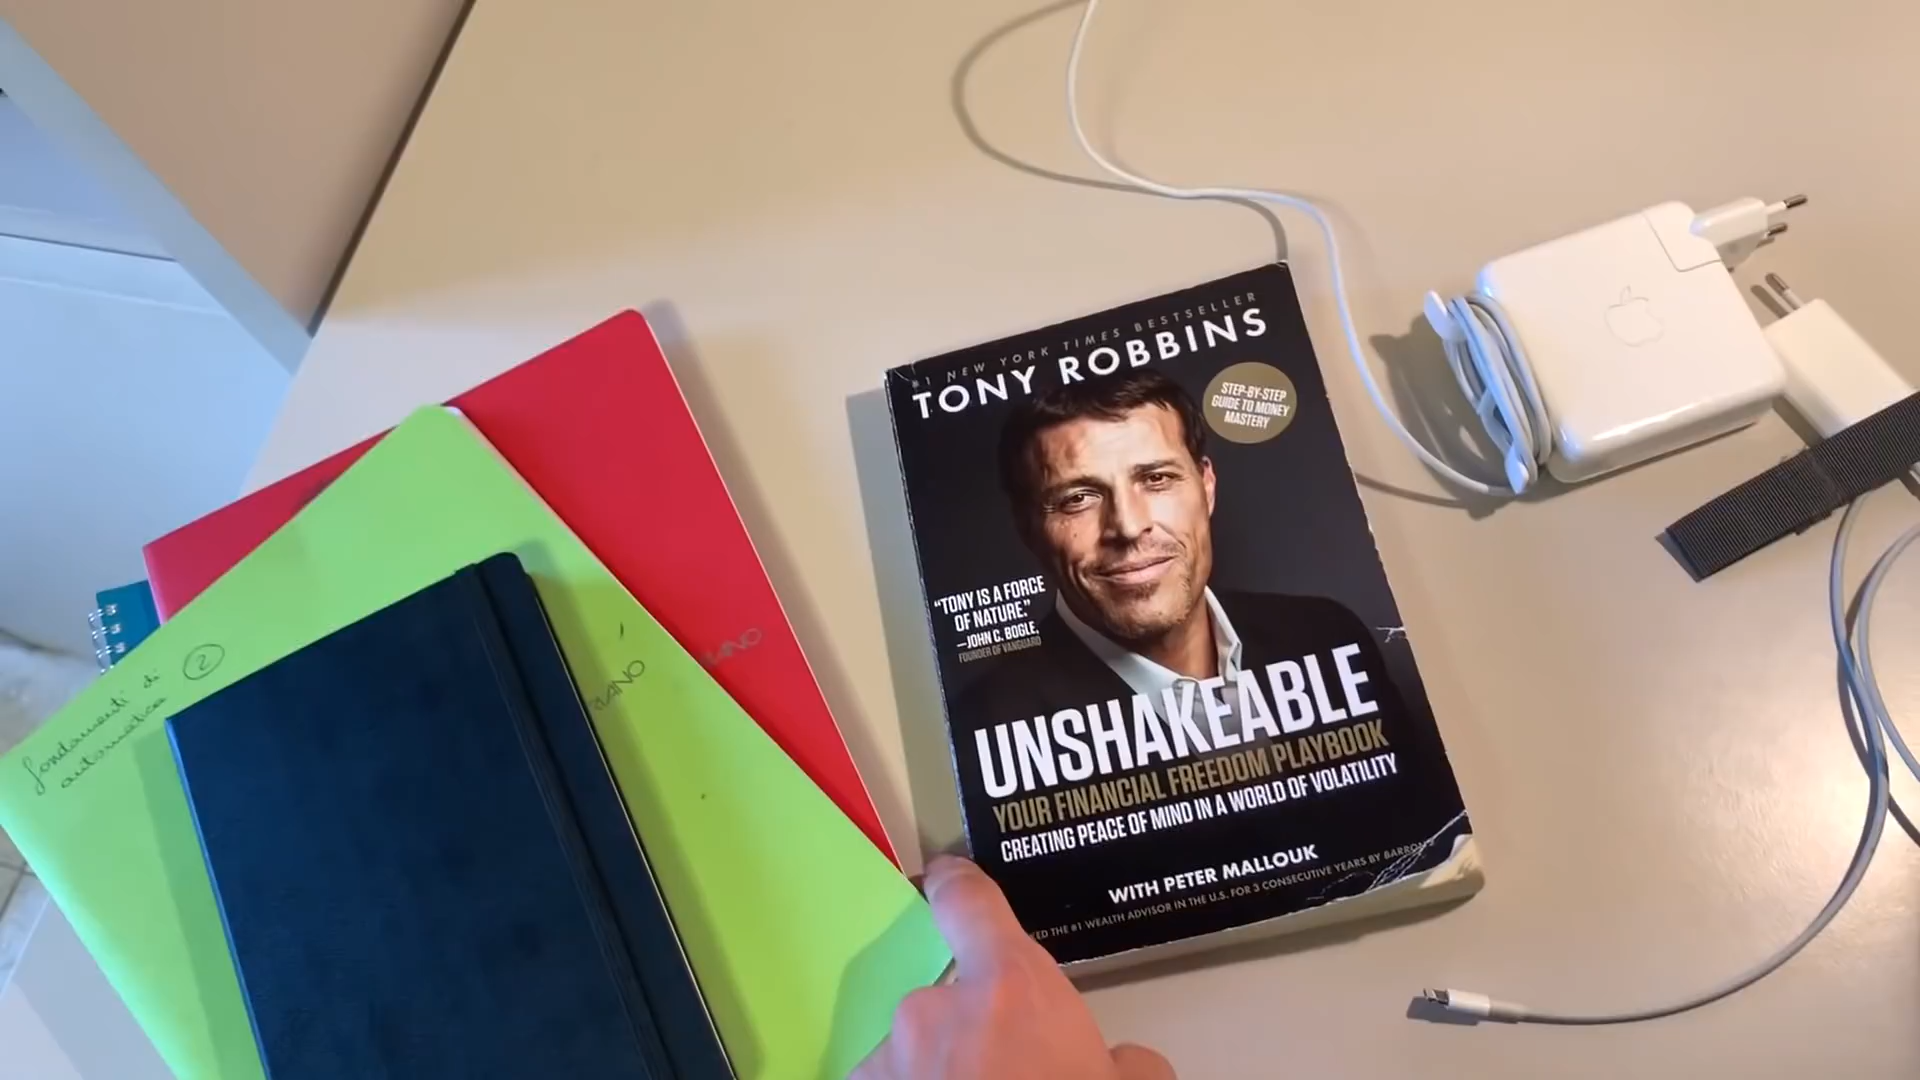 #1 NEW YORK TIMES BESTSELLER
TONY ROBBINS
STEP-BY-STEP
GUIDE TO MONEY
MASTERY
"TONY IS A FORCE
OF NATURE."
—JOHN C. BOGLE,
FOUNDER OF VANGUARD
UNSHAKEABLE
YOUR FINANCIAL FREEDOM PLAYBOOK
CREATING PEACE OF MIND IN A WORLD OF VOLATILITY
WITH PETER MALLOUK
THE #1 WEALTH ADVISOR IN THE U.S. FOR 3 CONSECUTIVE YEARS BY BARRON
fondamenti di
automatica
2